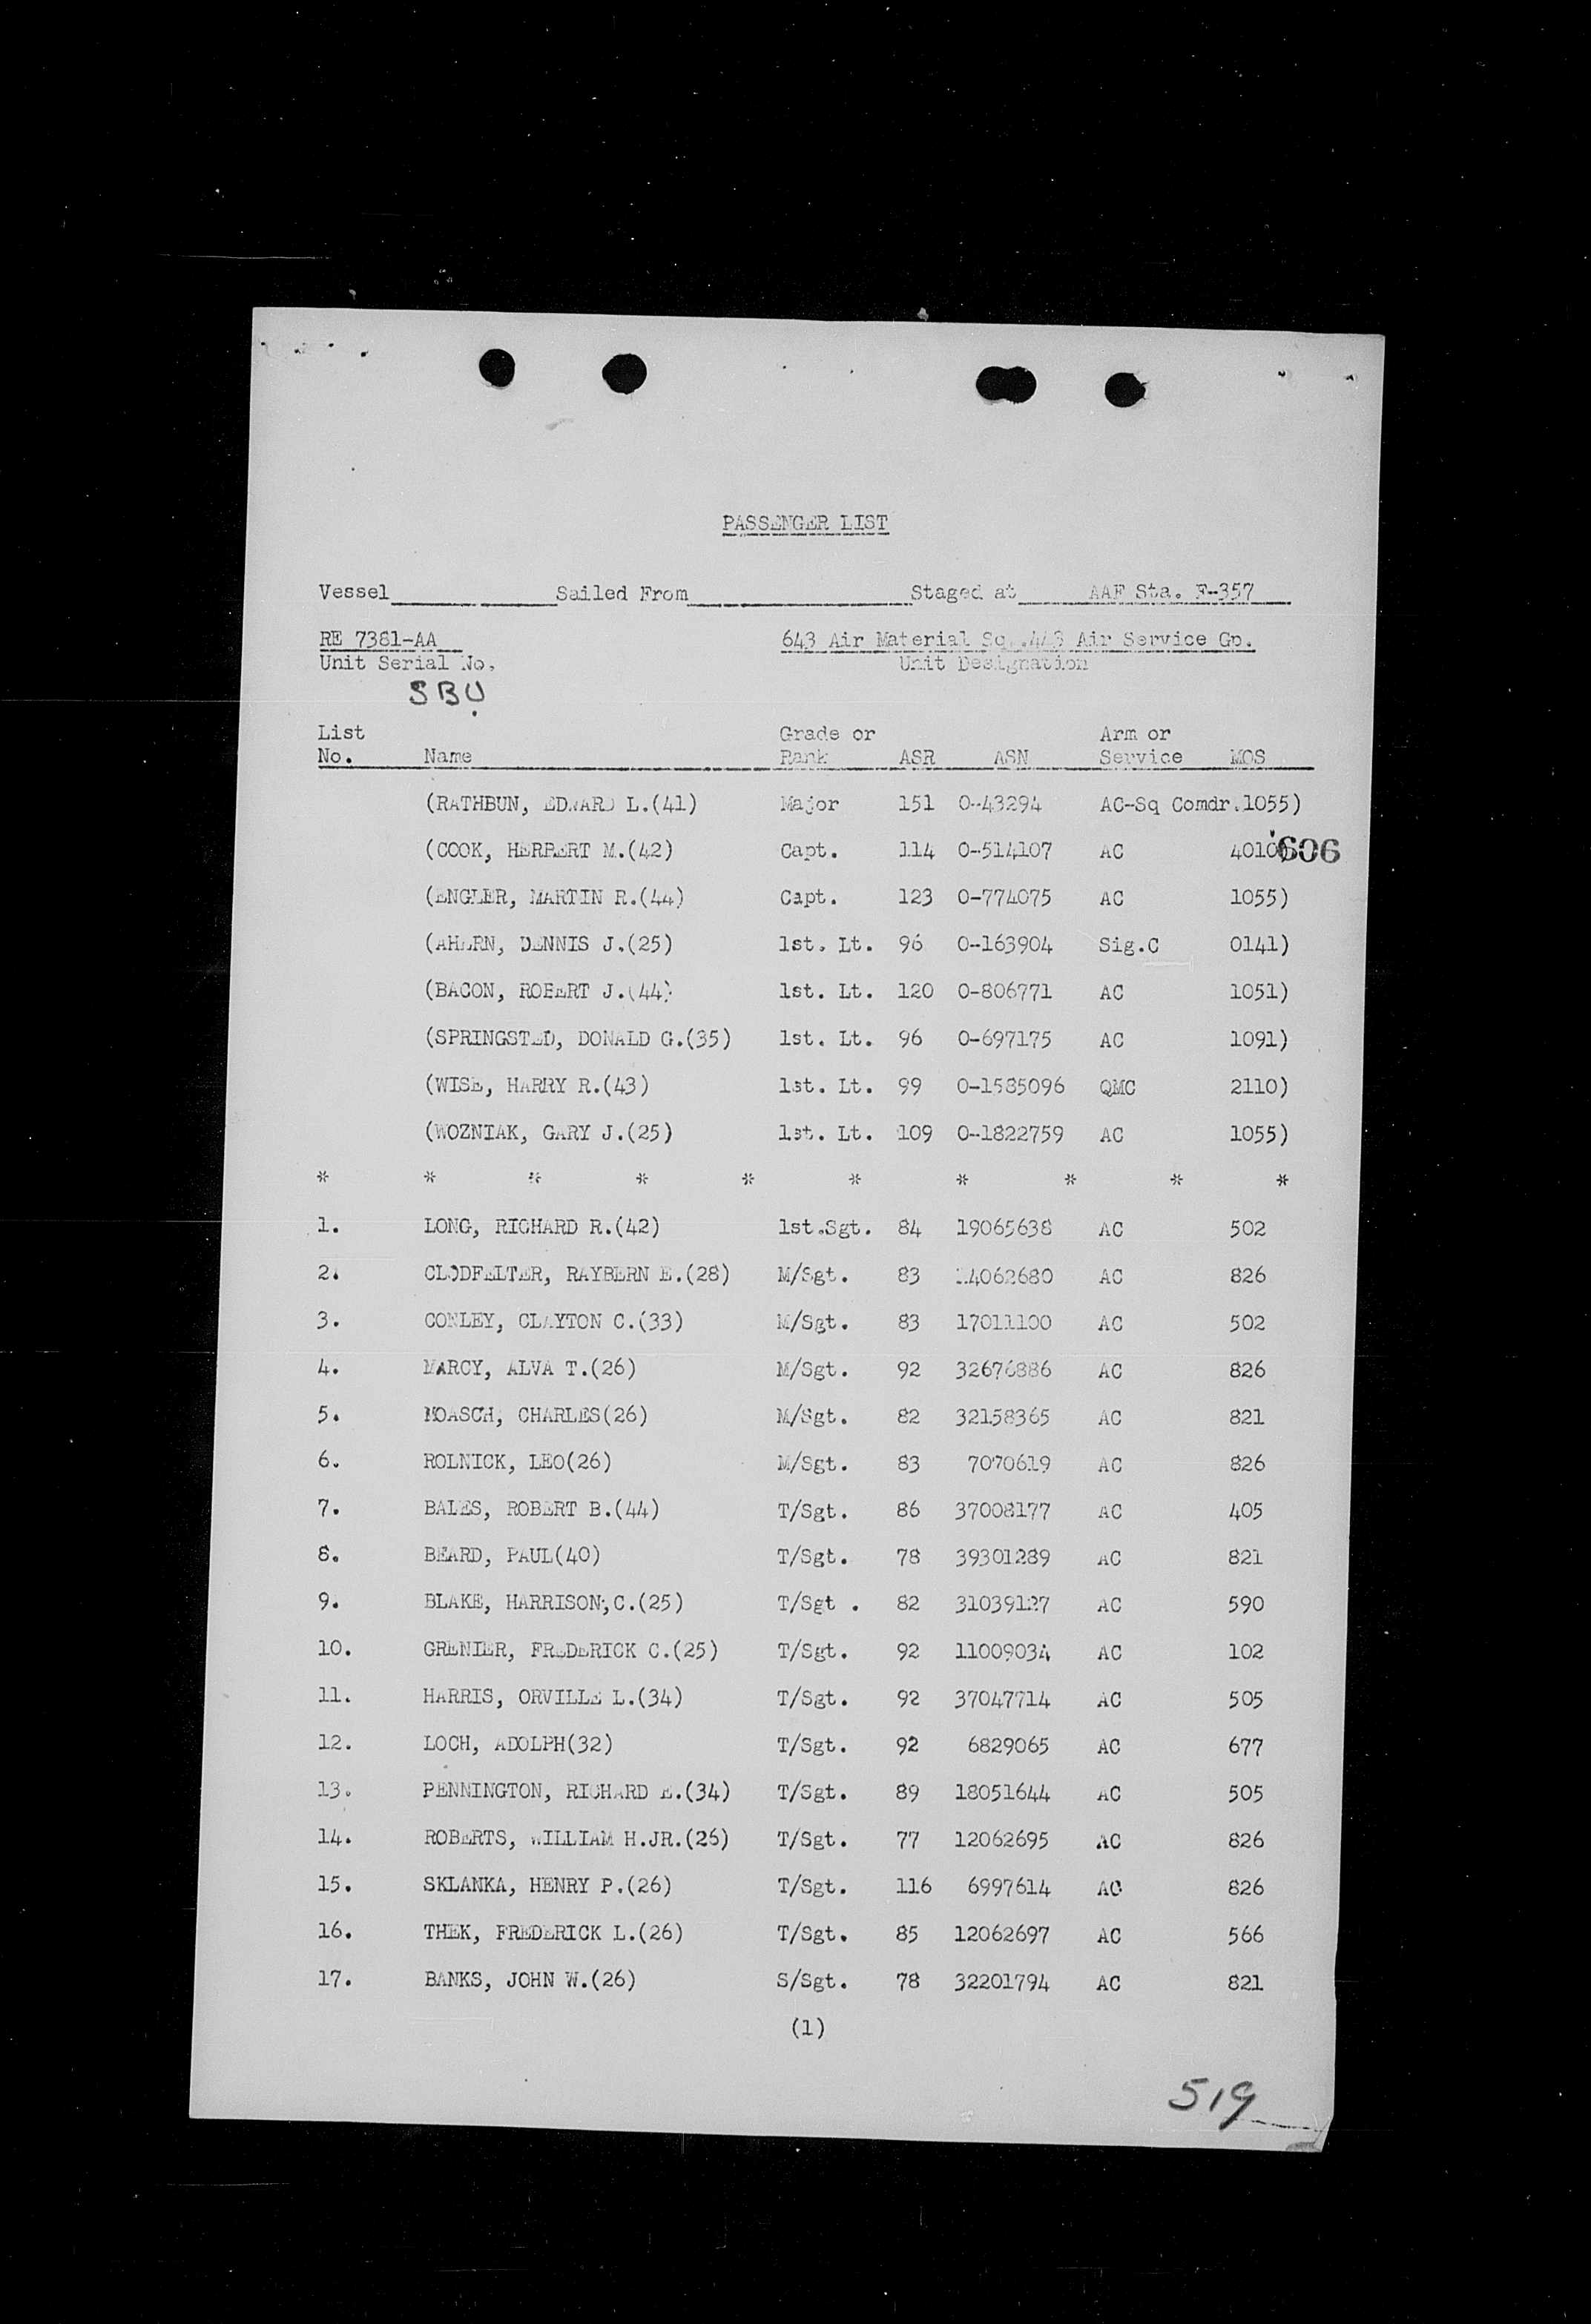 PASSENGER LIST
Vessel Sailed From Staged at AAF Sta. F-357
RE 7381-AA 643 Air Material Sq., 443 Air Service Gp.
Unit Serial No. Unit Designation
SBU
List Grade or Arm or
No. Name Rank ASR ASN Service MOS
(RATHBUN, EDWARD L.(41) Major 151 O-43294 AC-Sq Comdr.1055)
(COOK, HERBERT M.(42) Capt. 114 O-514107 AC 4010) 606
(ENGLER, MARTIN R.(44) Capt. 123 O-774075 AC 1055)
(AHERN, DENNIS J.(25) 1st. Lt. 96 O-163904 Sig.C 0141)
(BACON, ROBERT J.(44) 1st. Lt. 120 O-806771 AC 1051)
(SPRINGSTED, DONALD G.(35) 1st. Lt. 96 O-697175 AC 1091)
(WISE, HARRY R.(43) 1st. Lt. 99 O-1585096 QMC 2110)
(WOZNIAK, GARY J.(25) 1st. Lt. 109 O-1822759 AC 1055)
* * * * * * * * * *
1. LONG, RICHARD R.(42) 1st.Sgt. 84 19065638 AC 502
2. CLODFELTER, RAYBERN E.(28) M/Sgt. 83 14062680 AC 826
3. CONLEY, CLAYTON C.(33) M/Sgt. 83 17011100 AC 502
4. MARCY, ALVA T.(26) M/Sgt. 92 32676886 AC 826
5. NOASCH, CHARLES(26) M/Sgt. 82 32158365 AC 821
6. ROLNICK, LEO(26) M/Sgt. 83 7070619 AC 826
7. BALES, ROBERT B.(44) T/Sgt. 86 37008177 AC 405
8. BEARD, PAUL(40) T/Sgt. 78 39301289 AC 821
9. BLAKE, HARRISON,C.(25) T/Sgt . 82 31039127 AC 590
10. GRENIER, FREDERICK C.(25) T/Sgt. 92 11009034 AC 102
11. HARRIS, ORVILLE L.(34) T/Sgt. 92 37047714 AC 505
12. LOCH, ADOLPH(32) T/Sgt. 92 6829065 AC 677
13. PENNINGTON, RICHARD E.(34) T/Sgt. 89 18051644 AC 505
14. ROBERTS, WILLIAM H.JR.(26) T/Sgt. 77 12062695 AC 826
15. SKLANKA, HENRY P.(26) T/Sgt. 116 6997614 AC 826
16. THEK, FREDERICK L.(26) T/Sgt. 85 12062697 AC 566
17. BANKS, JOHN W.(26) S/Sgt. 78 32201794 AC 821
(1)
519